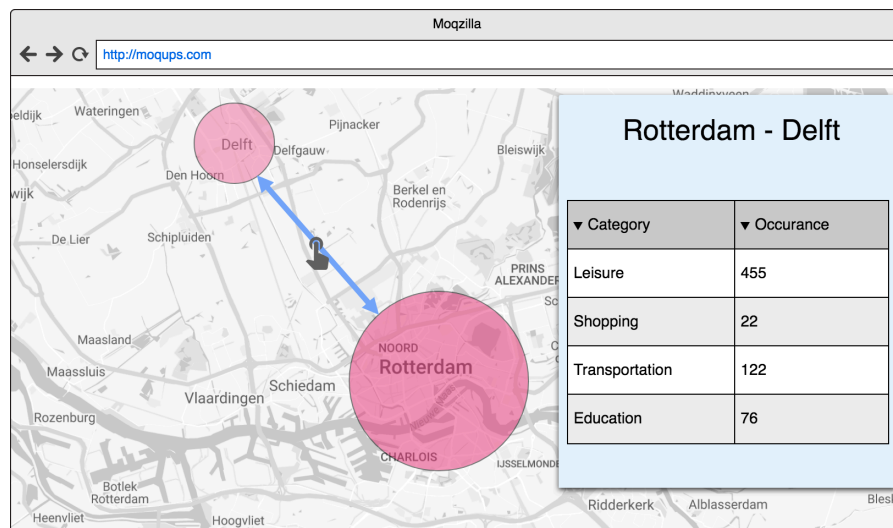 Moqzilla
http://moqups.com
Waddinxveen
Wateringen
Pijnacker
Delft
Delfgauw
Bleiswijk
Honselersdijk
Den Hoorn
wijk
Berkel en
Rodenrijs
De Lier
Schipluiden
PRINS
ALEXANDER
Maasland
NOORD
Rotterdam
Maassluis
Schiedam
Vlaardingen
Rozenburg
CHARLOIS
IJSSELMONDE
Botlek
Rotterdam
Ridderkerk
Alblasserdam
Heenvliet
Hoogvliet
Rotterdam - Delft
▼ Category ▼ Occurance
Leisure 455
Shopping 22
Transportation 122
Education 76